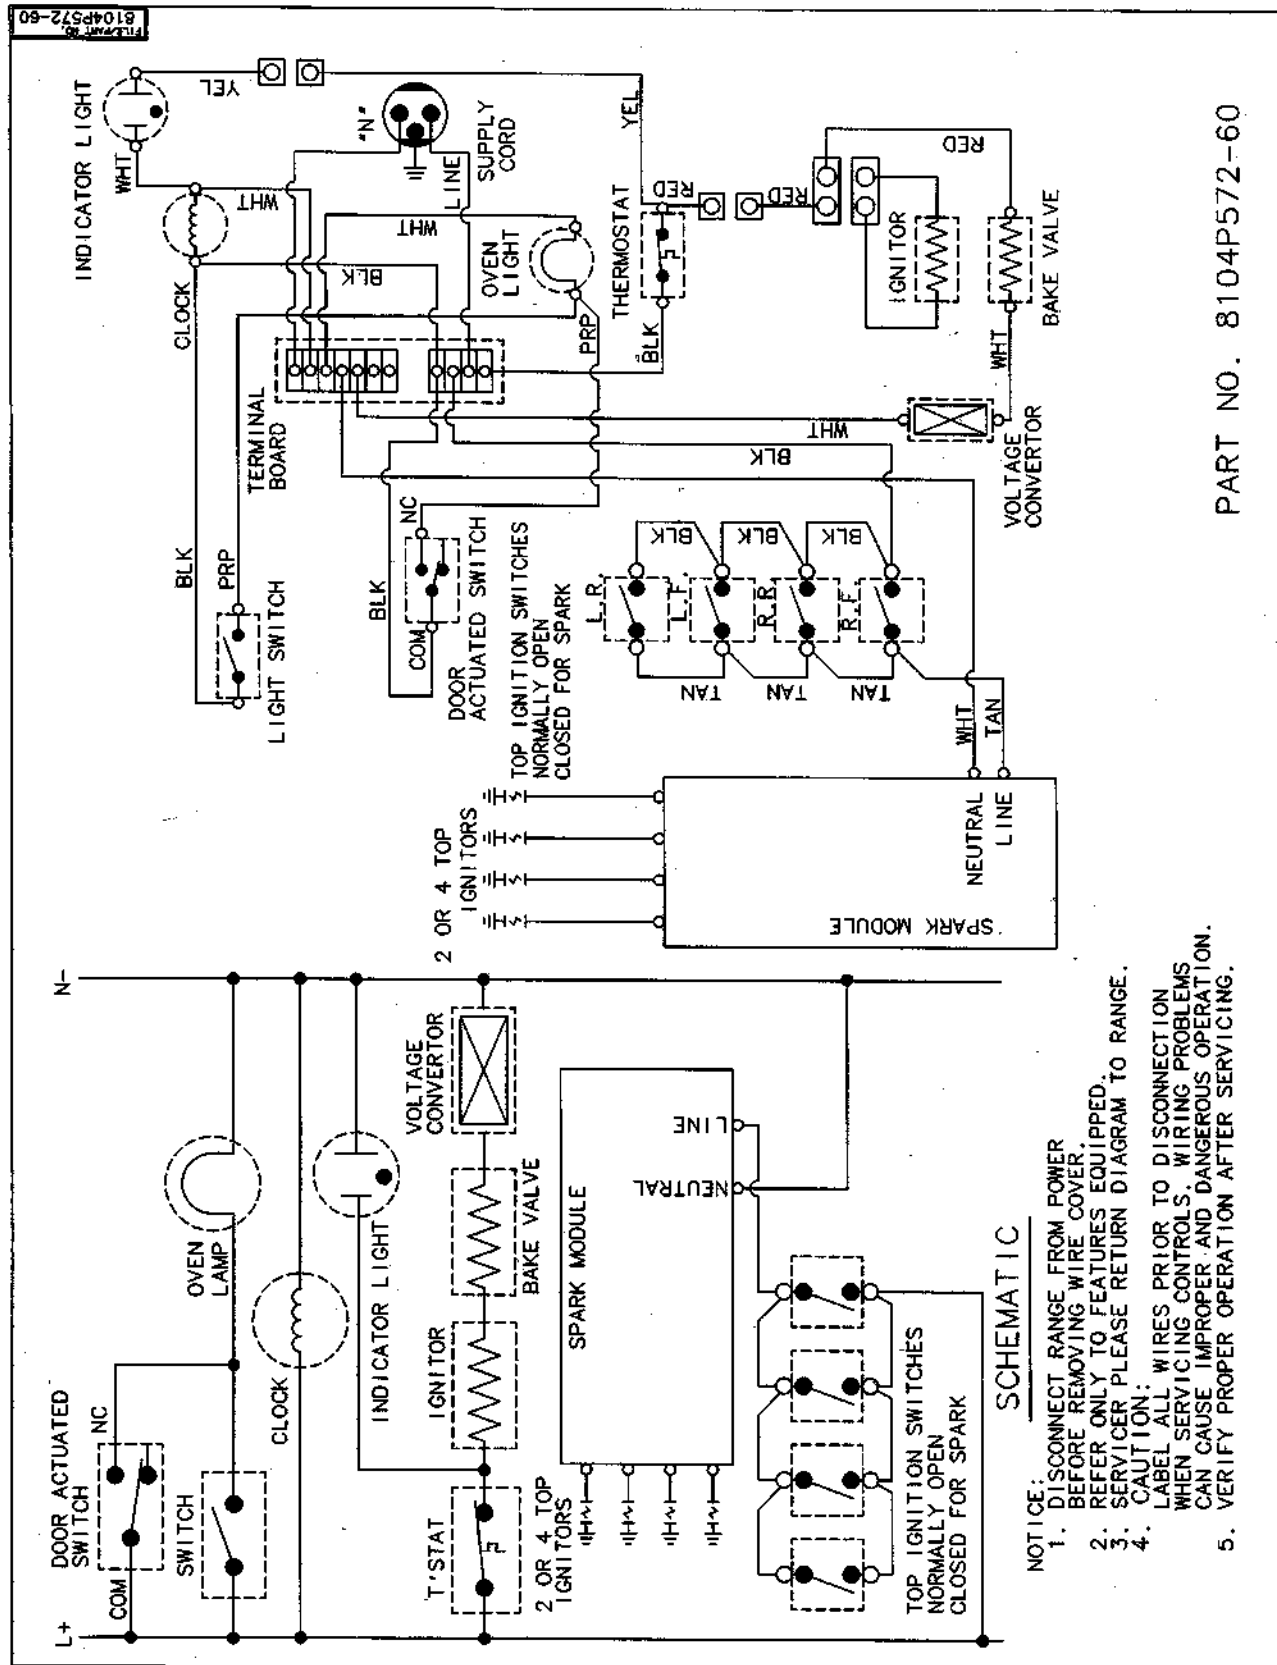 FILE/PART NO.
8104P572-60
INDICATOR LIGHT
WHT
YEL
"N"
SUPPLY
CORD
LINE
WHT
CLOCK
BLK
WHT
OVEN
LIGHT
PRP
YEL
THERMOSTAT
RED
RED
RED
BLK
IGNITOR
BAKE VALVE
WHT
TERMINAL
BOARD
WHT
BLK
VOLTAGE
CONVERTOR
BLK
PRP
LIGHT SWITCH
BLK
NC
COM
DOOR
ACTUATED SWITCH
TOP IGNITION SWITCHES
NORMALLY OPEN
CLOSED FOR SPARK
L.R.
L.F.
R.R.
R.F.
BLK
BLK
BLK
TAN
TAN
TAN
WHT
TAN
2 OR 4 TOP
IGNITORS
NEUTRAL
LINE
SPARK MODULE
PART NO. 8104P572-60
L+
N-
DOOR ACTUATED
SWITCH
COM
NC
OVEN
LAMP
SWITCH
CLOCK
INDICATOR LIGHT
T'STAT
IGNITOR
BAKE VALVE
VOLTAGE
CONVERTOR
2 OR 4 TOP
IGNITORS
SPARK MODULE
LINE
NEUTRAL
TOP IGNITION SWITCHES
NORMALLY OPEN
CLOSED FOR SPARK
SCHEMATIC
NOTICE:
1. DISCONNECT RANGE FROM POWER
BEFORE REMOVING WIRE COVER.
2. REFER ONLY TO FEATURES EQUIPPED.
3. SERVICER PLEASE RETURN DIAGRAM TO RANGE.
4. CAUTION:
LABEL ALL WIRES PRIOR TO DISCONNECTION
WHEN SERVICING CONTROLS. WIRING PROBLEMS
CAN CAUSE IMPROPER AND DANGEROUS OPERATION.
5. VERIFY PROPER OPERATION AFTER SERVICING.